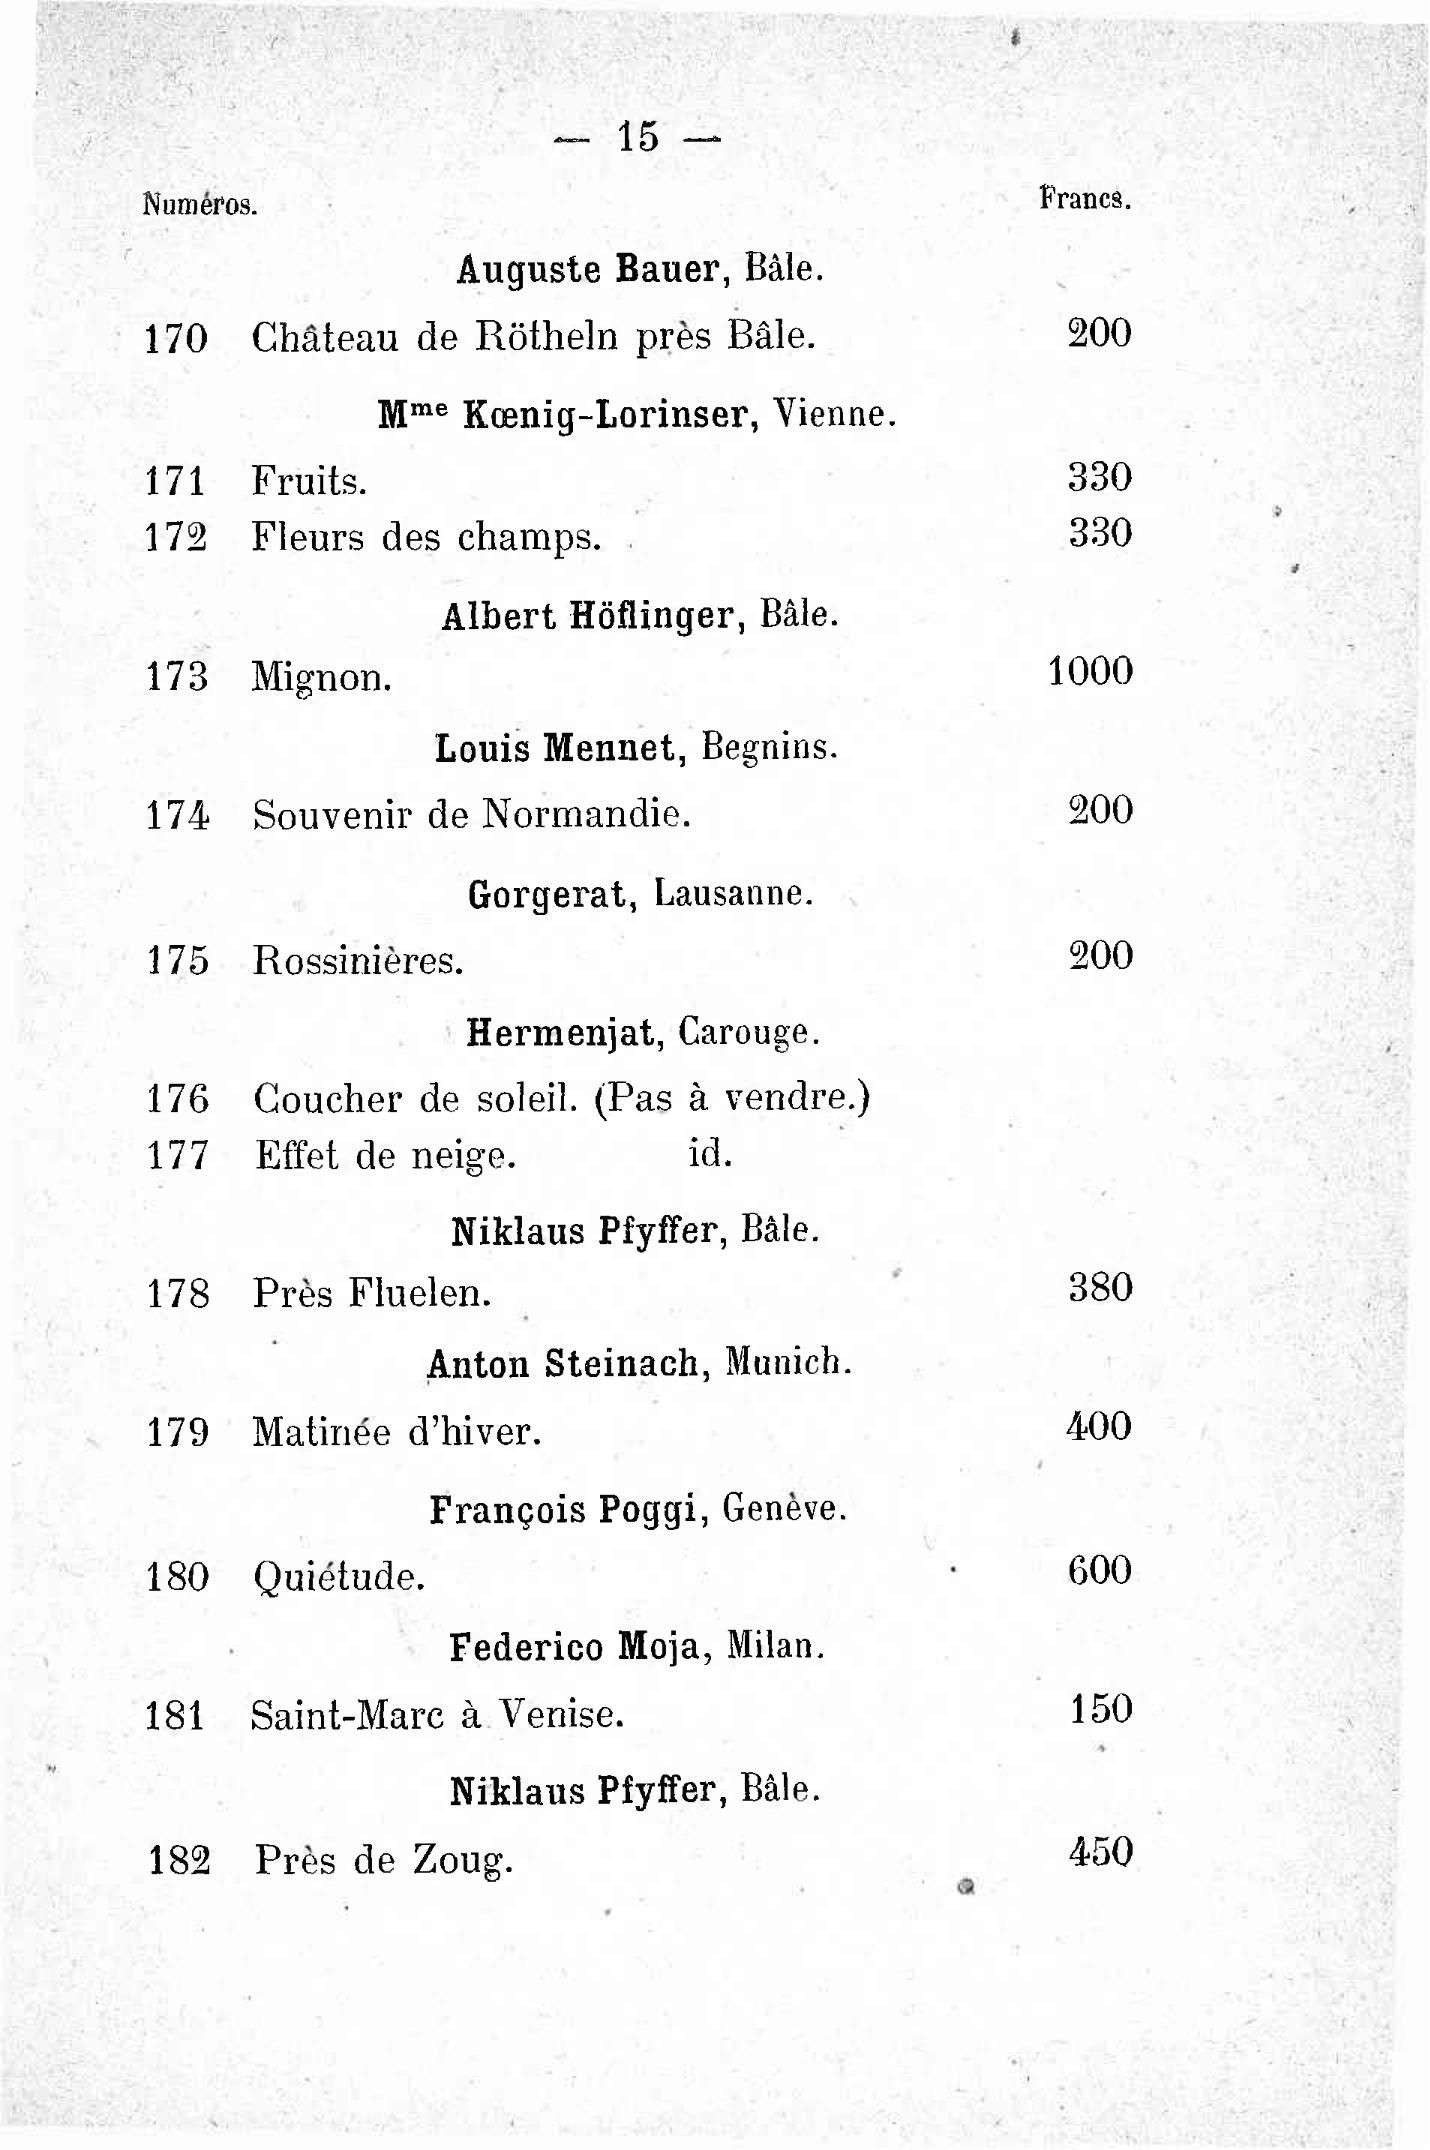 — 15 —
Numéros. Francs.
Auguste Bauer, Bâle.
170 Château de Rötheln près Bâle. 200
Mme Kœnig-Lorinser, Vienne.
171 Fruits. 330
172 Fleurs des champs. 330
Albert Höflinger, Bâle.
173 Mignon. 1000
Louis Mennet, Begnins.
174 Souvenir de Normandie. 200
Gorgerat, Lausanne.
175 Rossinières. 200
Hermenjat, Carouge.
176 Coucher de soleil. (Pas à vendre.)
177 Effet de neige. id.
Niklaus Pfyffer, Bâle.
178 Près Fluelen. 380
Anton Steinach, Munich.
179 Matinée d'hiver. 400
François Poggi, Genève.
180 Quiétude. 600
Federico Moja, Milan.
181 Saint-Marc à Venise. 150
Niklaus Pfyffer, Bâle.
182 Près de Zoug. 450